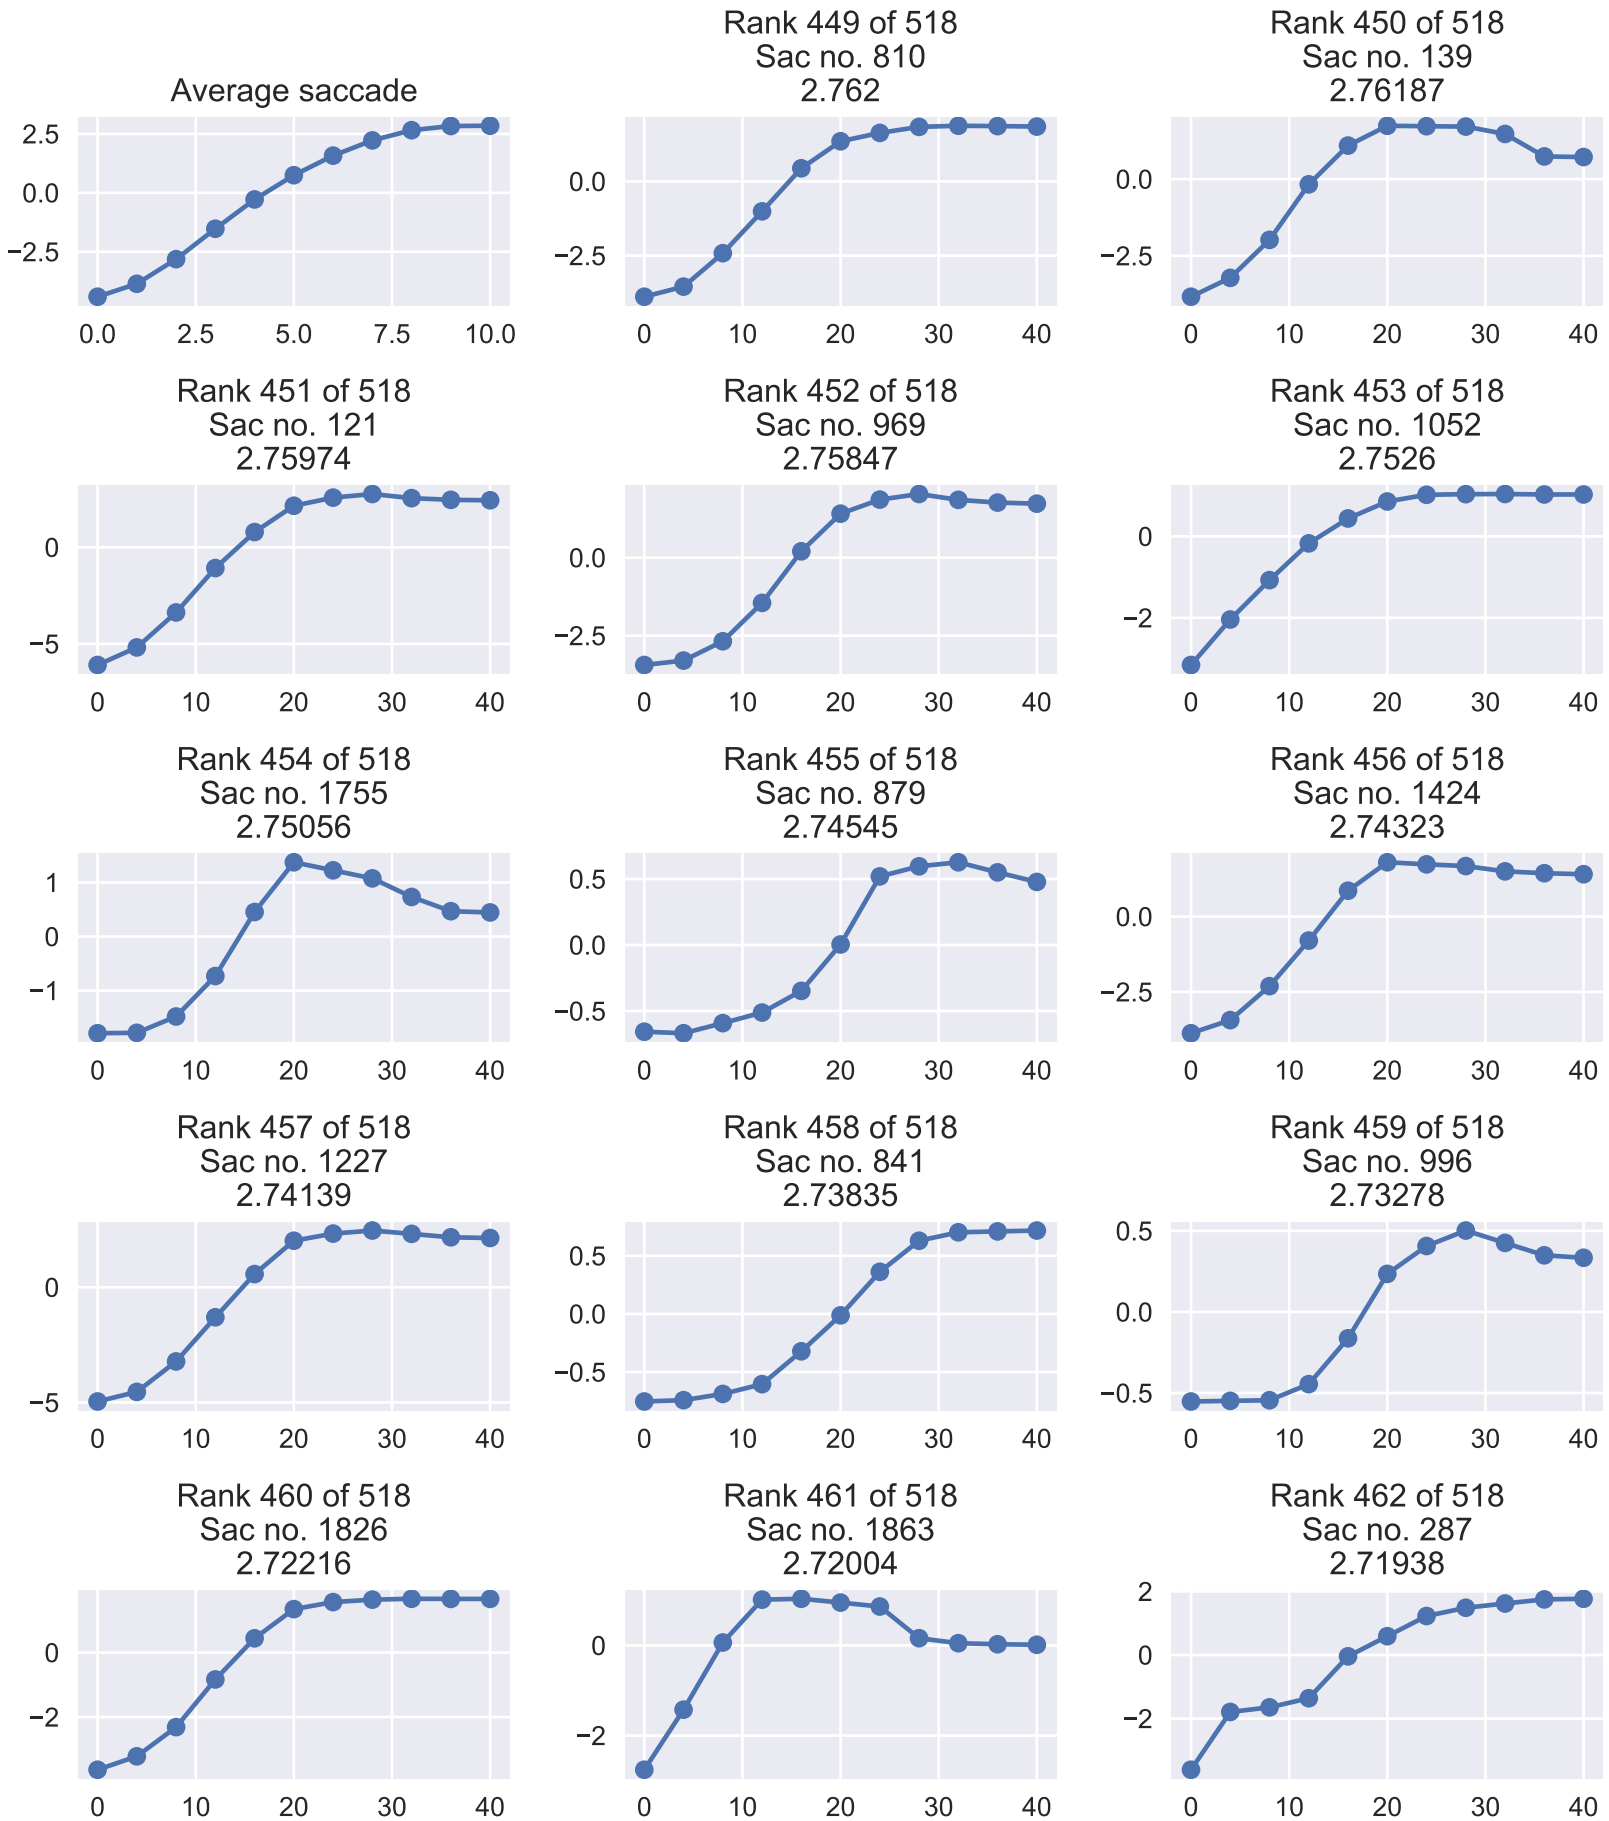 Average saccade
2.5
0.0
−2.5
0.0 2.5 5.0 7.5 10.0
Rank 449 of 518
Sac no. 810
2.762
0.0
−2.5
0 10 20 30 40
Rank 450 of 518
Sac no. 139
2.76187
0.0
−2.5
0 10 20 30 40
Rank 451 of 518
Sac no. 121
2.75974
0
−5
0 10 20 30 40
Rank 452 of 518
Sac no. 969
2.75847
0.0
−2.5
0 10 20 30 40
Rank 453 of 518
Sac no. 1052
2.7526
0
−2
0 10 20 30 40
Rank 454 of 518
Sac no. 1755
2.75056
1
0
−1
0 10 20 30 40
Rank 455 of 518
Sac no. 879
2.74545
0.5
0.0
−0.5
0 10 20 30 40
Rank 456 of 518
Sac no. 1424
2.74323
0.0
−2.5
0 10 20 30 40
Rank 457 of 518
Sac no. 1227
2.74139
0
−5
0 10 20 30 40
Rank 458 of 518
Sac no. 841
2.73835
0.5
0.0
−0.5
0 10 20 30 40
Rank 459 of 518
Sac no. 996
2.73278
0.5
0.0
−0.5
0 10 20 30 40
Rank 460 of 518
Sac no. 1826
2.72216
0
−2
0 10 20 30 40
Rank 461 of 518
Sac no. 1863
2.72004
0
−2
0 10 20 30 40
Rank 462 of 518
Sac no. 287
2.71938
2
0
−2
0 10 20 30 40